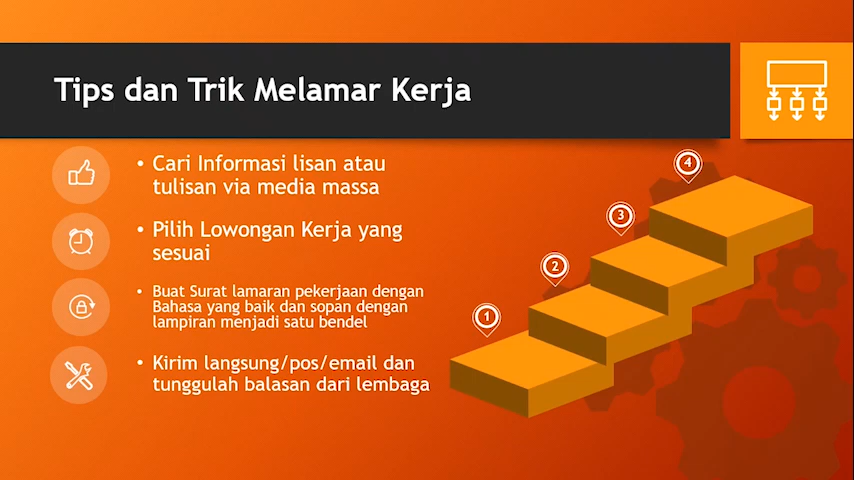 Tips dan Trik Melamar Kerja
• Cari Informasi lisan atau
tulisan via media massa
• Pilih Lowongan Kerja yang
sesuai
• Buat Surat lamaran pekerjaan dengan
Bahasa yang baik dan sopan dengan
lampiran menjadi satu bendel
• Kirim langsung/pos/email dan
tunggulah balasan dari lembaga
1
2
3
4